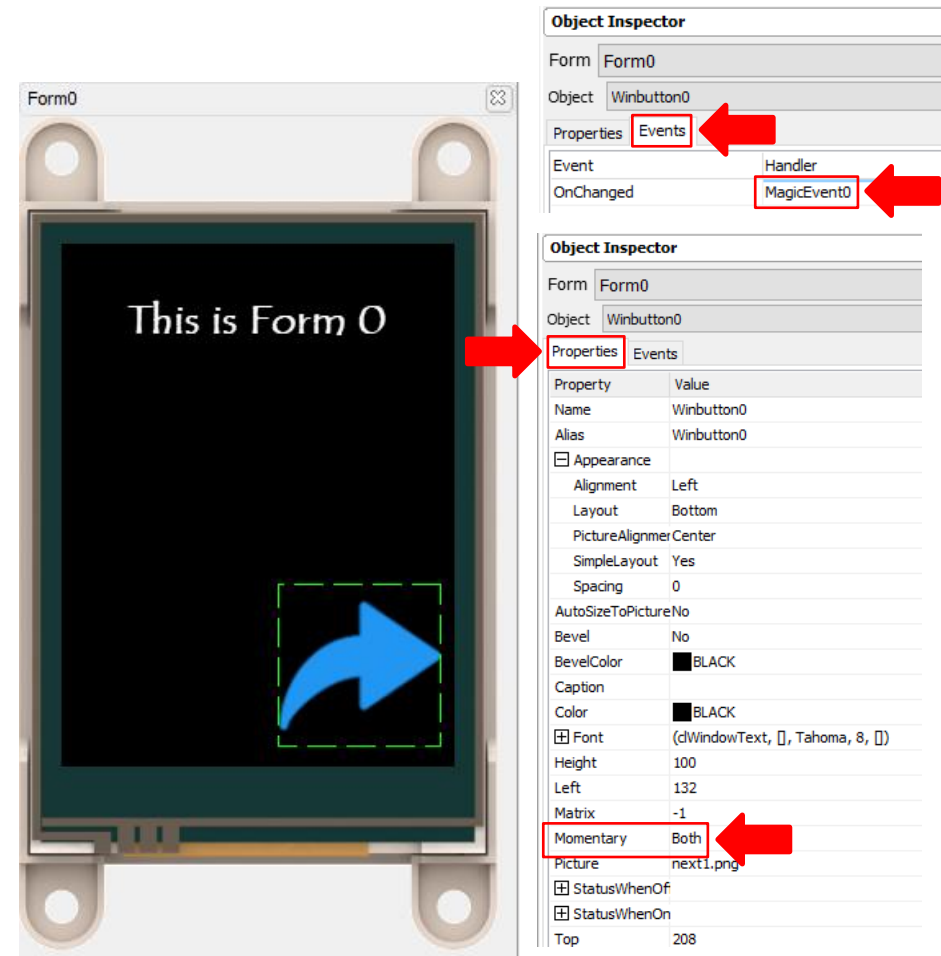 Form0
This is Form 0
Object Inspector
Form Form0
Object Winbutton0
Properties Events
Event Handler
OnChanged MagicEvent0
Object Inspector
Form Form0
Object Winbutton0
Properties Events
Property Value
Name Winbutton0
Alias Winbutton0
Appearance
Alignment Left
Layout Bottom
PictureAlignmer Center
SimpleLayout Yes
Spacing 0
AutoSizeToPicture No
Bevel No
BevelColor BLACK
Caption
Color BLACK
Font (clWindowText, [], Tahoma, 8, [])
Height 100
Left 132
Matrix -1
Momentary Both
Picture next1.png
StatusWhenOf
StatusWhenOn
Top 208